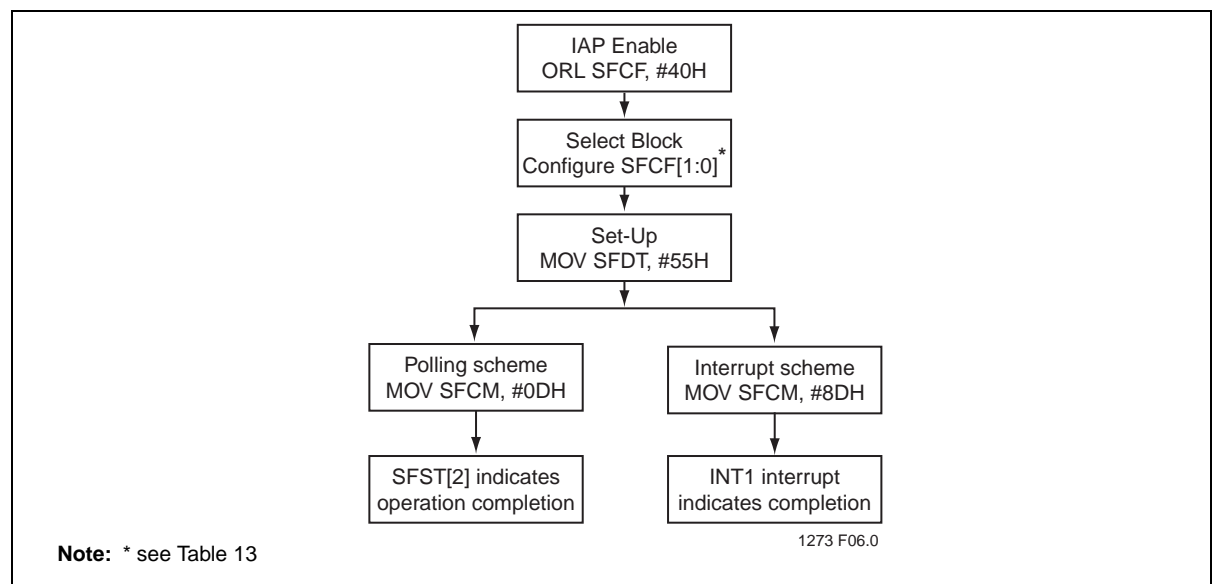 IAP Enable
ORL SFCF, #40H
Select Block
Configure SFCF[1:0]*
Set-Up
MOV SFDT, #55H
Polling scheme
MOV SFCM, #0DH
Interrupt scheme
MOV SFCM, #8DH
SFST[2] indicates
operation completion
INT1 interrupt
indicates completion
1273 F06.0
Note: * see Table 13